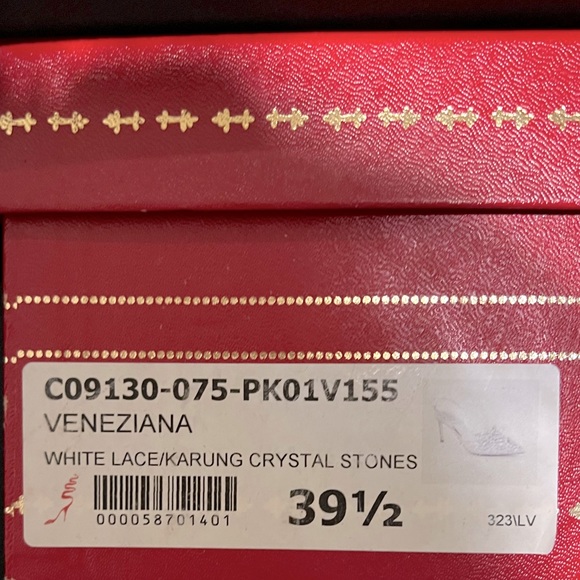 C09130-075-PK01V155
VENEZIANA
WHITE LACE/KARUNG CRYSTAL STONES
000058701401
39½
323\LV